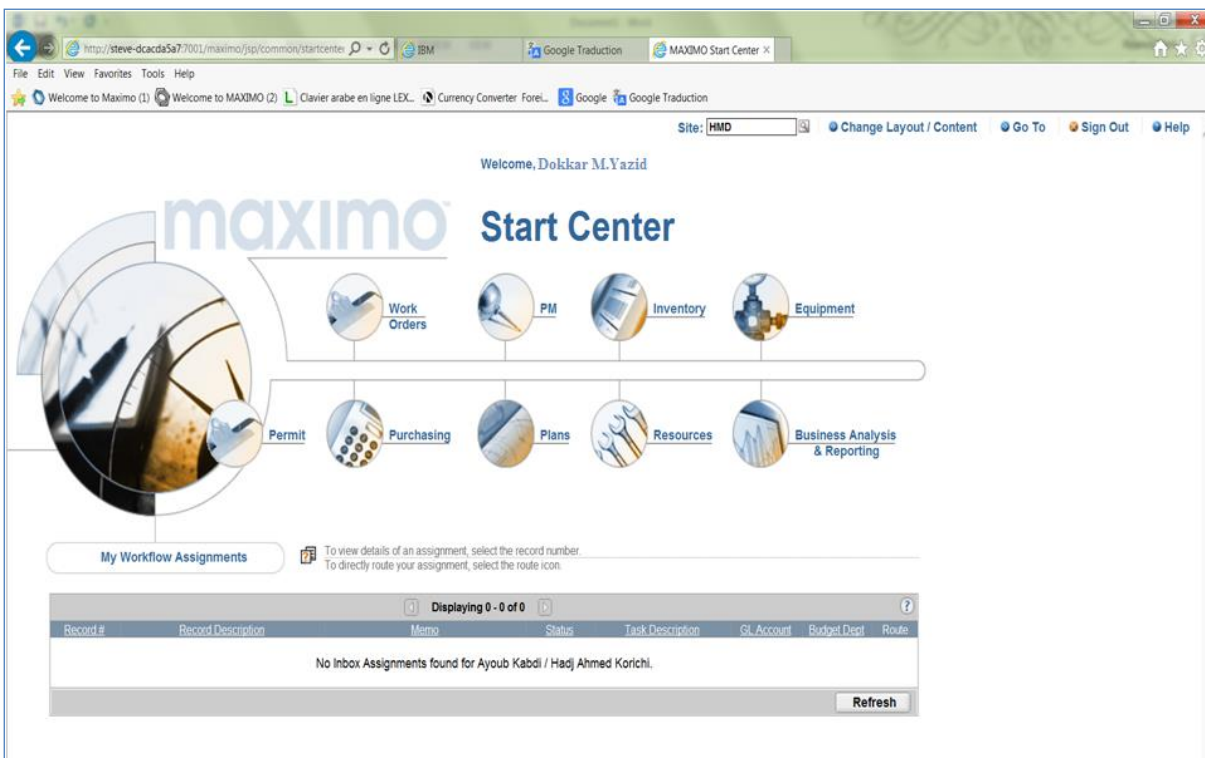 http://steve-dcacda5a7:7001/maximo/jsp/common/startcenter
IBM
Google Traduction
MAXIMO Start Center
File Edit View Favorites Tools Help
Welcome to Maximo (1) Welcome to MAXIMO (2) Clavier arabe en ligne LEX... Currency Converter Forei... Google Google Traduction
Site: HMD Change Layout / Content Go To Sign Out Help
Welcome, Dokkar M.Yazid
maximo
Start Center
Work Orders
PM
Inventory
Equipment
Permit
Purchasing
Plans
Resources
Business Analysis
& Reporting
My Workflow Assignments
To view details of an assignment, select the record number.
To directly route your assignment, select the route icon.
Displaying 0 - 0 of 0
Record # Record Description Memo Status Task Description GL Account Budget Dept Route
No Inbox Assignments found for Ayoub Kabdi / Hadj Ahmed Korichi.
Refresh